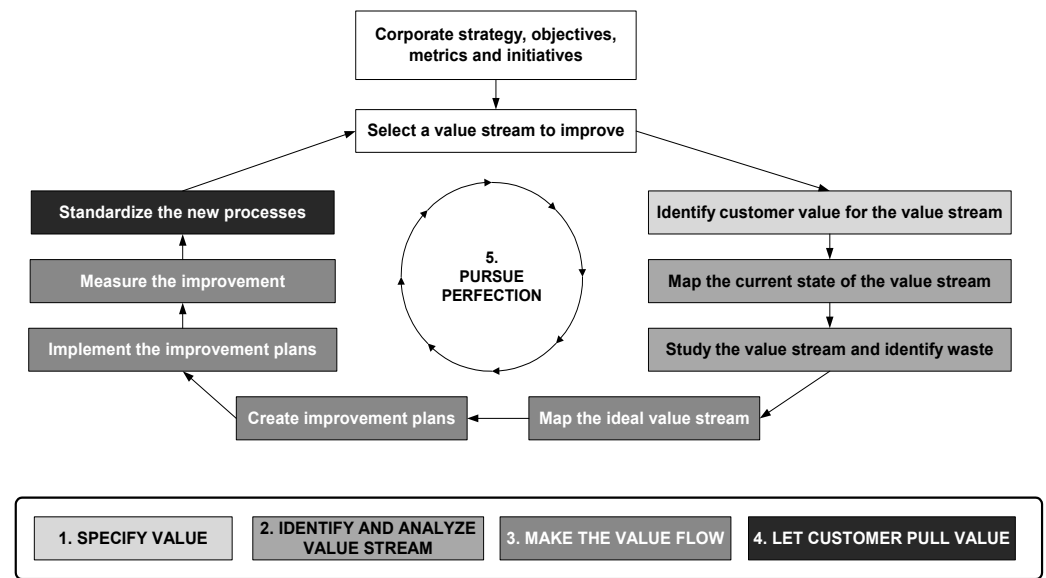 Corporate strategy, objectives,
metrics and initiatives
Select a value stream to improve
Standardize the new processes
Identify customer value for the value stream
5.
PURSUE
PERFECTION
Measure the improvement
Map the current state of the value stream
Implement the improvement plans
Study the value stream and identify waste
Create improvement plans
Map the ideal value stream
1. SPECIFY VALUE
2. IDENTIFY AND ANALYZE
VALUE STREAM
3. MAKE THE VALUE FLOW
4. LET CUSTOMER PULL VALUE